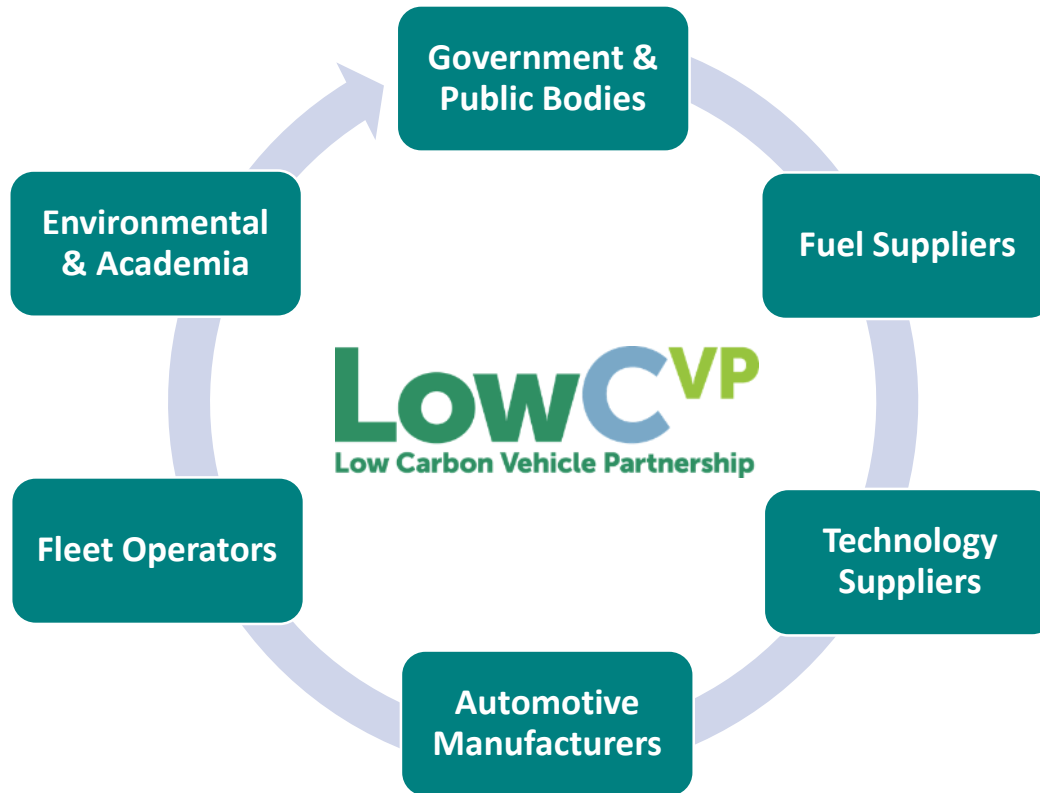 Government &
Public Bodies
Fuel Suppliers
Technology
Suppliers
Automotive
Manufacturers
Fleet Operators
Environmental
& Academia
LowCVP
Low Carbon Vehicle Partnership